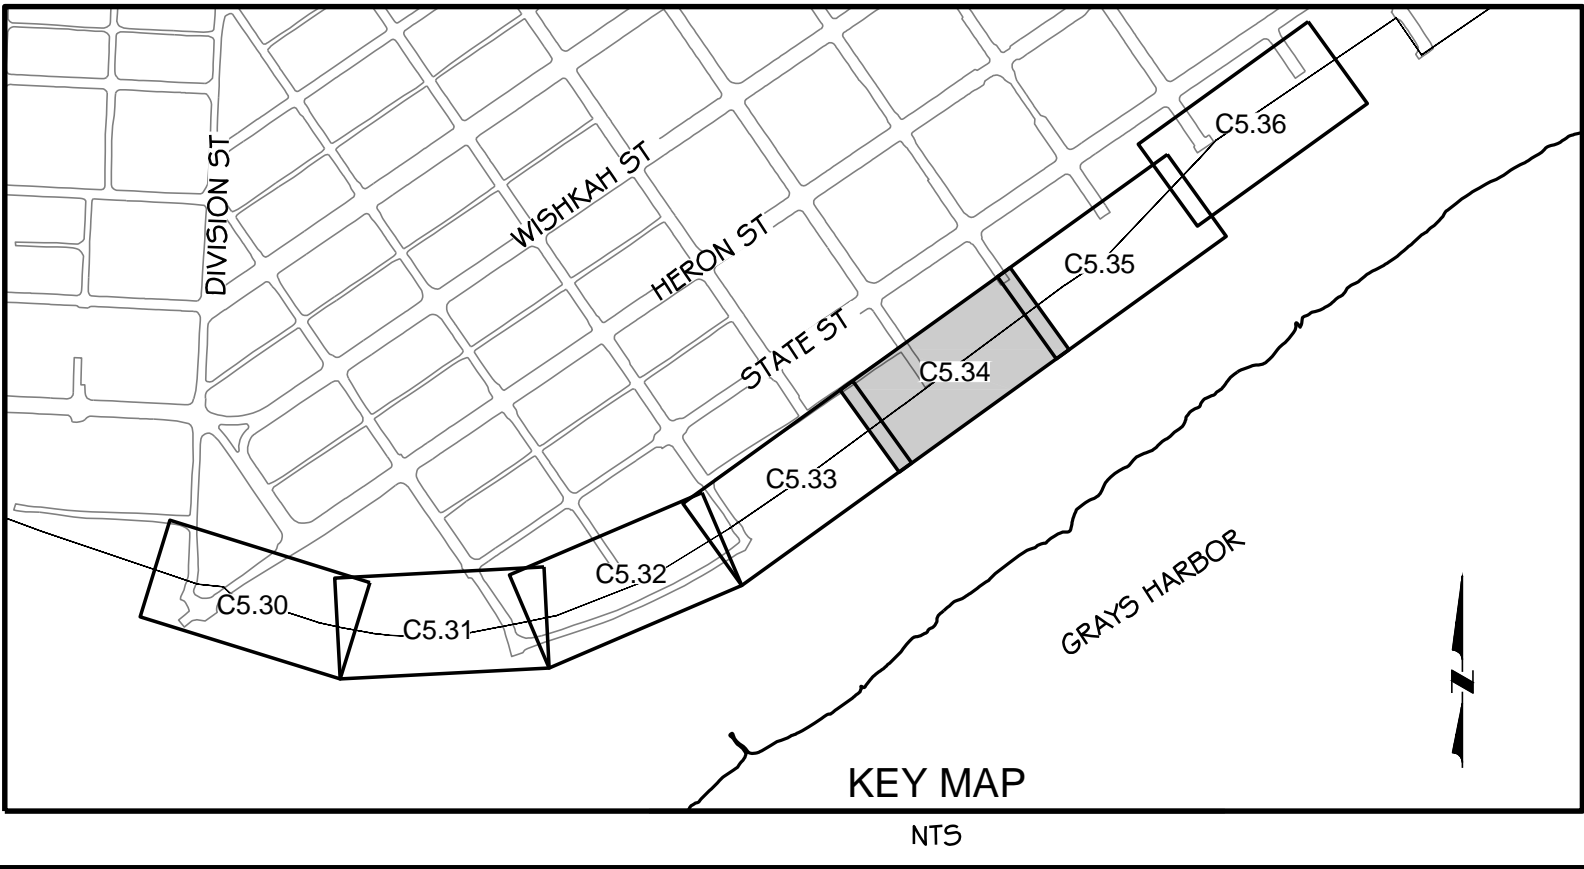 C5.36
DIVISION ST
WISHKAH ST
HERON ST
C5.35
STATE ST
C5.34
C5.33
C5.32
C5.30
C5.31
GRAYS HARBOR
N
KEY MAP
NTS